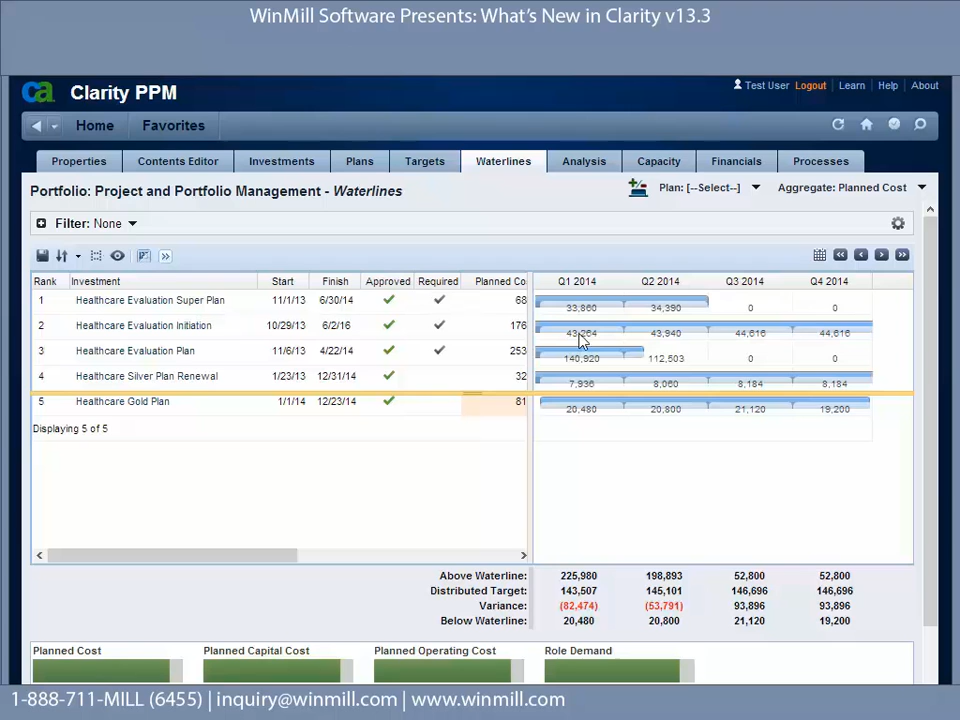 WinMill Software Presents: What's New in Clarity v13.3
ca Clarity PPM
Test User Logout Learn Help About
Home Favorites
Properties Contents Editor Investments Plans Targets Waterlines Analysis Capacity Financials Processes
Portfolio: Project and Portfolio Management - Waterlines
Plan: [--Select--] Aggregate: Planned Cost
Filter: None
Rank Investment Start Finish Approved Required Planned Co Q1 2014 Q2 2014 Q3 2014 Q4 2014
1 Healthcare Evaluation Super Plan 11/1/13 6/30/14 68 33,860 34,390 0 0
2 Healthcare Evaluation Initiation 10/29/13 6/2/16 176 43,264 43,940 44,616 44,616
3 Healthcare Evaluation Plan 11/6/13 4/22/14 253 140,920 112,503 0 0
4 Healthcare Silver Plan Renewal 1/1/23/13 12/31/14 32 7,936 8,060 8,184 8,184
5 Healthcare Gold Plan 1/1/14 12/23/14 81 20,480 20,800 21,120 19,200
Displaying 5 of 5
Above Waterline: 225,980 198,893 52,800 52,800
Distributed Target: 143,507 145,101 146,696 146,696
Variance: (82,474) (53,791) 93,896 93,896
Below Waterline: 20,480 20,800 21,120 19,200
Planned Cost Planned Capital Cost Planned Operating Cost Role Demand
1-888-711-MILL (6455) | inquiry@winmill.com | www.winmill.com